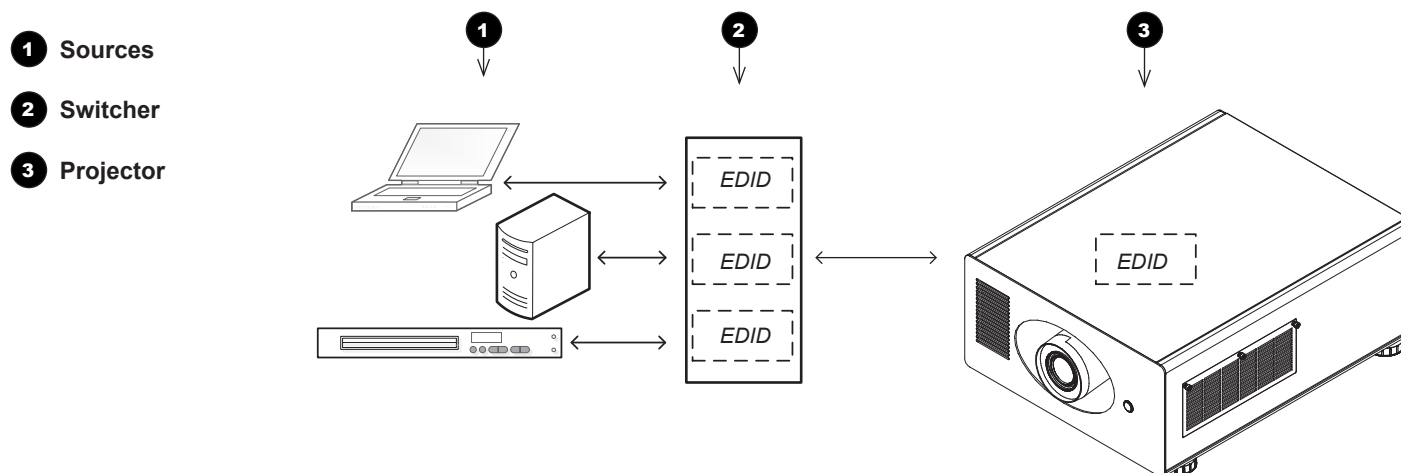 1 Sources
2 Switcher
3 Projector
1
2
3
EDID
EDID
EDID
EDID